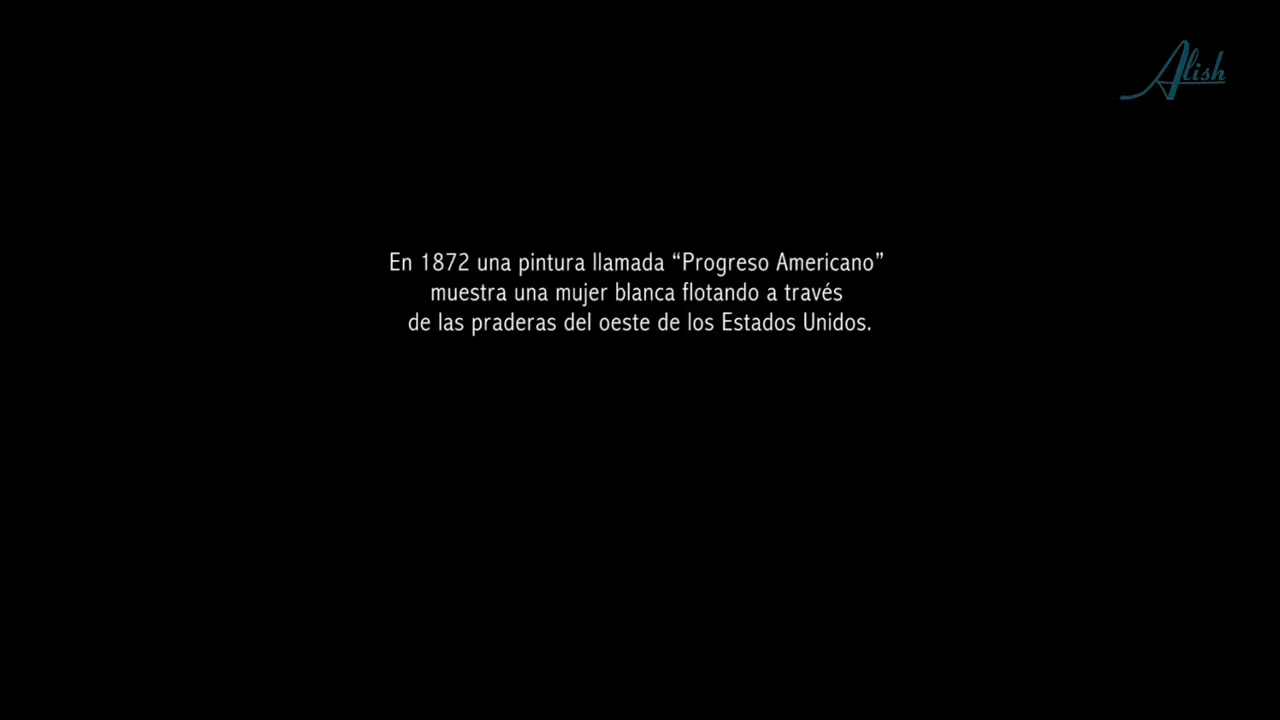 Alish
En 1872 una pintura llamada “Progreso Americano”
muestra una mujer blanca flotando a través
de las praderas del oeste de los Estados Unidos.